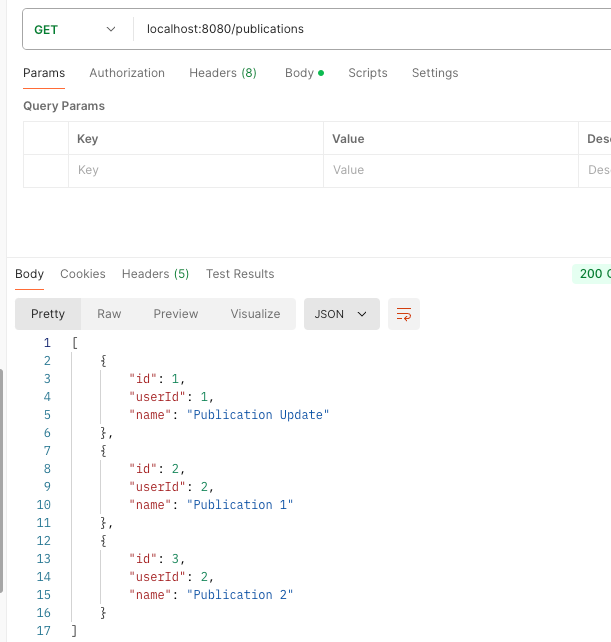 GET localhost:8080/publications
Params Authorization Headers (8) Body Scripts Settings
Query Params
Key Value
Key Value
Body Cookies Headers (5) Test Results 200
Pretty Raw Preview Visualize JSON
1 [
2 {
3 "id": 1,
4 "userId": 1,
5 "name": "Publication Update"
6 },
7 {
8 "id": 2,
9 "userId": 2,
10 "name": "Publication 1"
11 },
12 {
13 "id": 3,
14 "userId": 2,
15 "name": "Publication 2"
16 }
17 ]